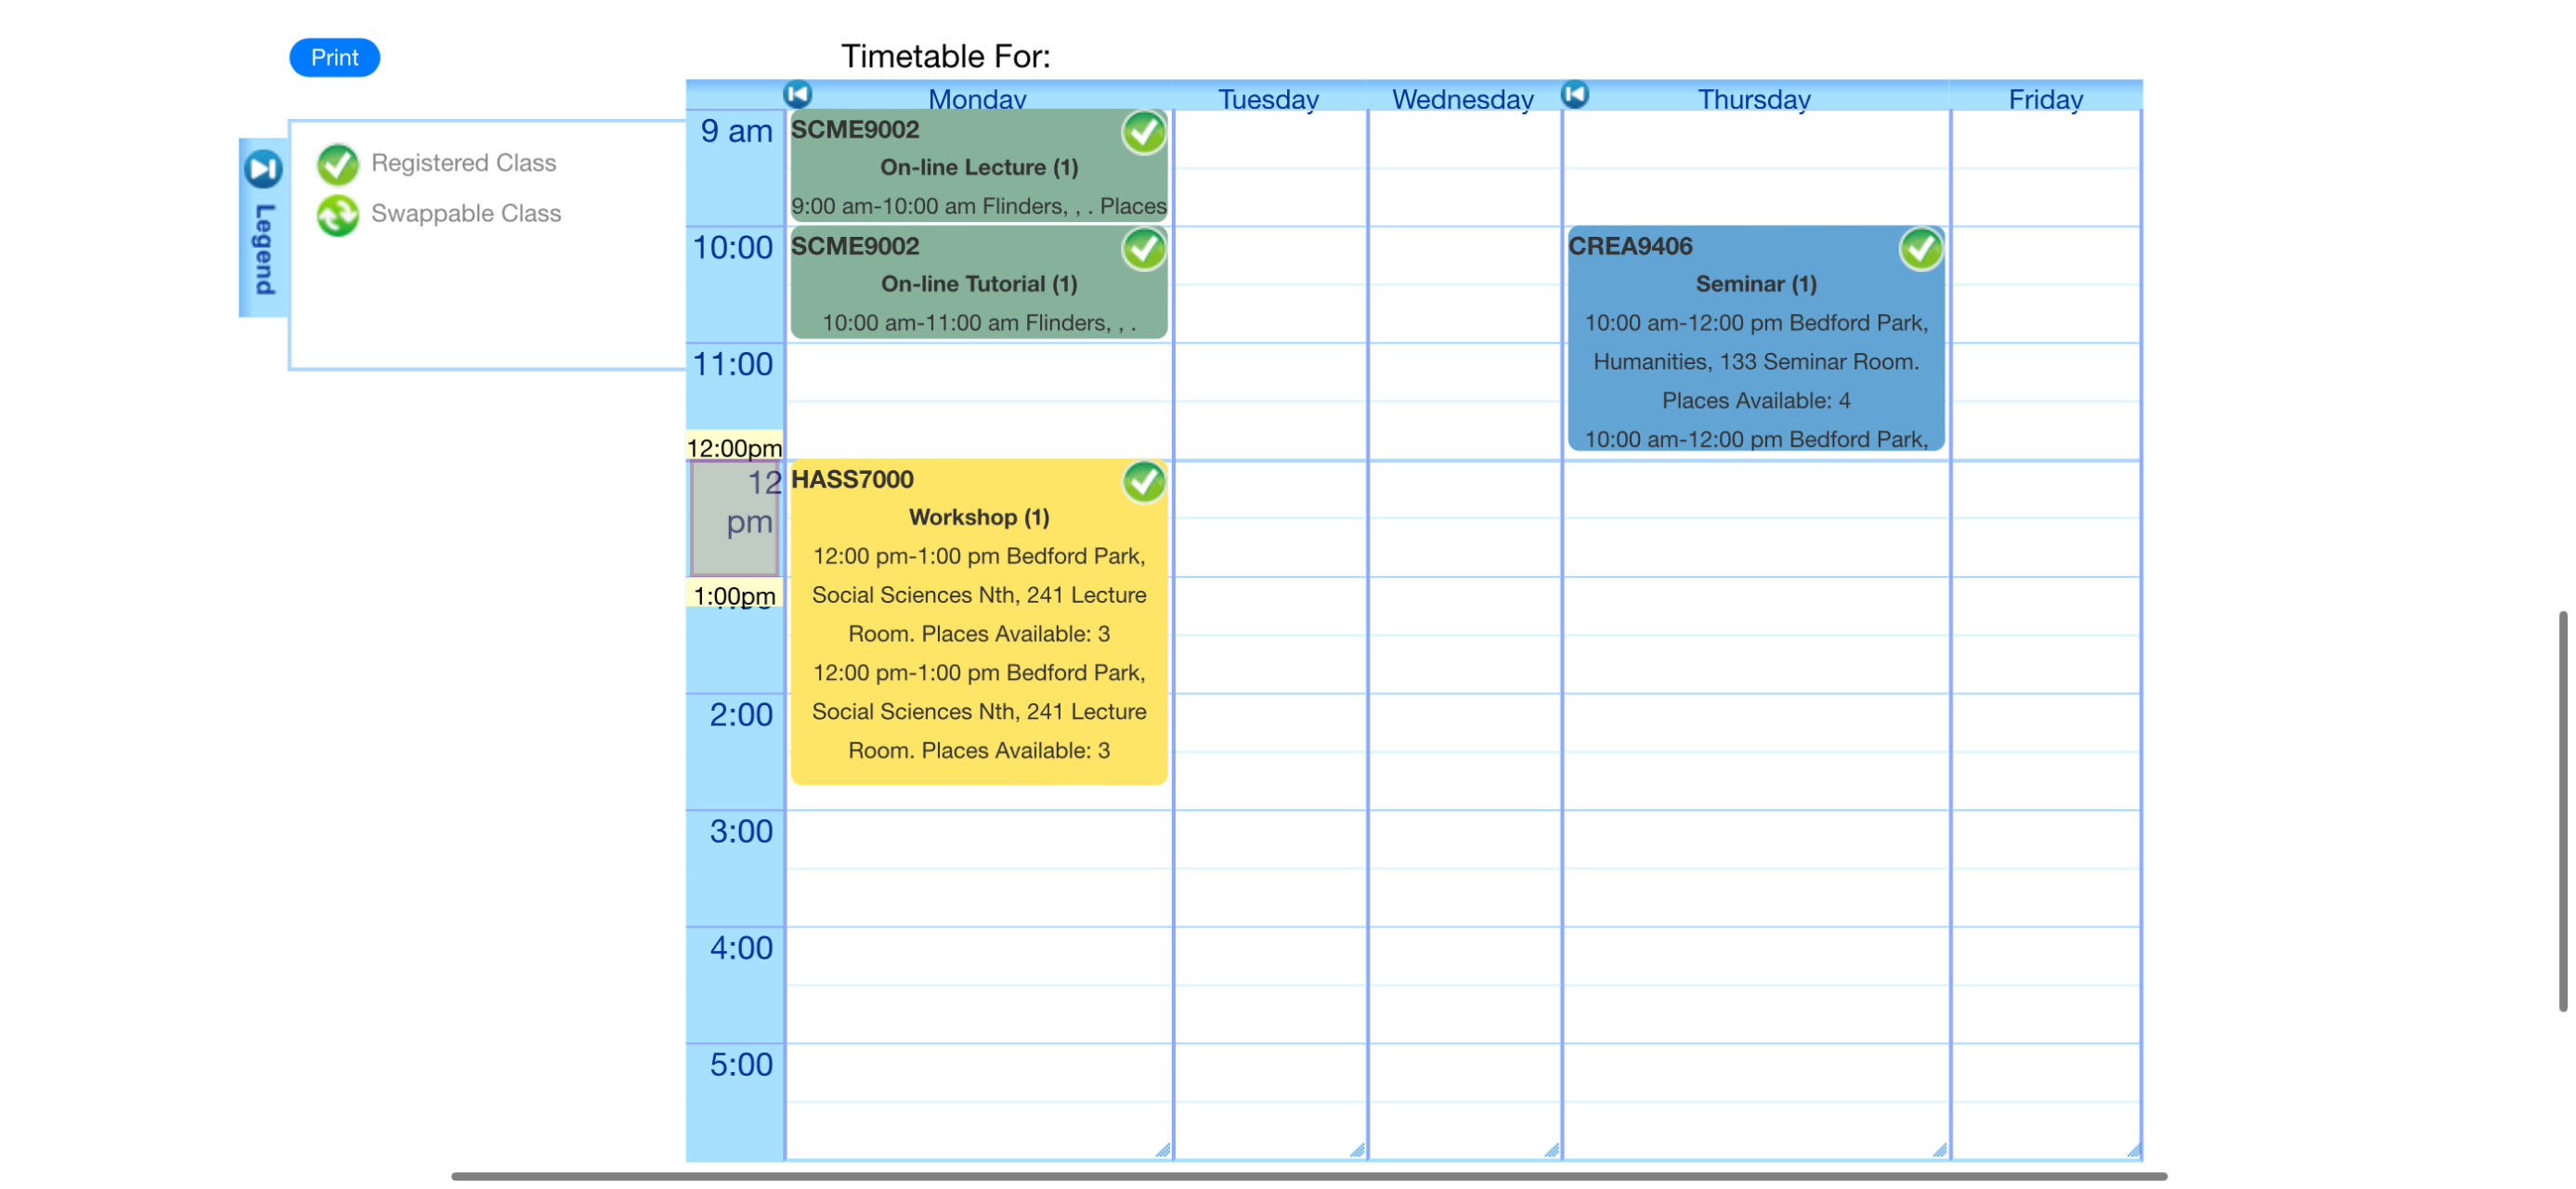 Print
Timetable For:
Monday
Tuesday
Wednesday
Thursday
Friday
Legend
Registered Class
Swappable Class
9 am
10:00
11:00
12:00pm
12
pm
1:00pm
2:00
3:00
4:00
5:00
SCME9002
On-line Lecture (1)
9:00 am-10:00 am Flinders, , . Places
SCME9002
On-line Tutorial (1)
10:00 am-11:00 am Flinders, , .
HASS7000
Workshop (1)
12:00 pm-1:00 pm Bedford Park,
Social Sciences Nth, 241 Lecture
Room. Places Available: 3
12:00 pm-1:00 pm Bedford Park,
Social Sciences Nth, 241 Lecture
Room. Places Available: 3
CREA9406
Seminar (1)
10:00 am-12:00 pm Bedford Park,
Humanities, 133 Seminar Room.
Places Available: 4
10:00 am-12:00 pm Bedford Park,